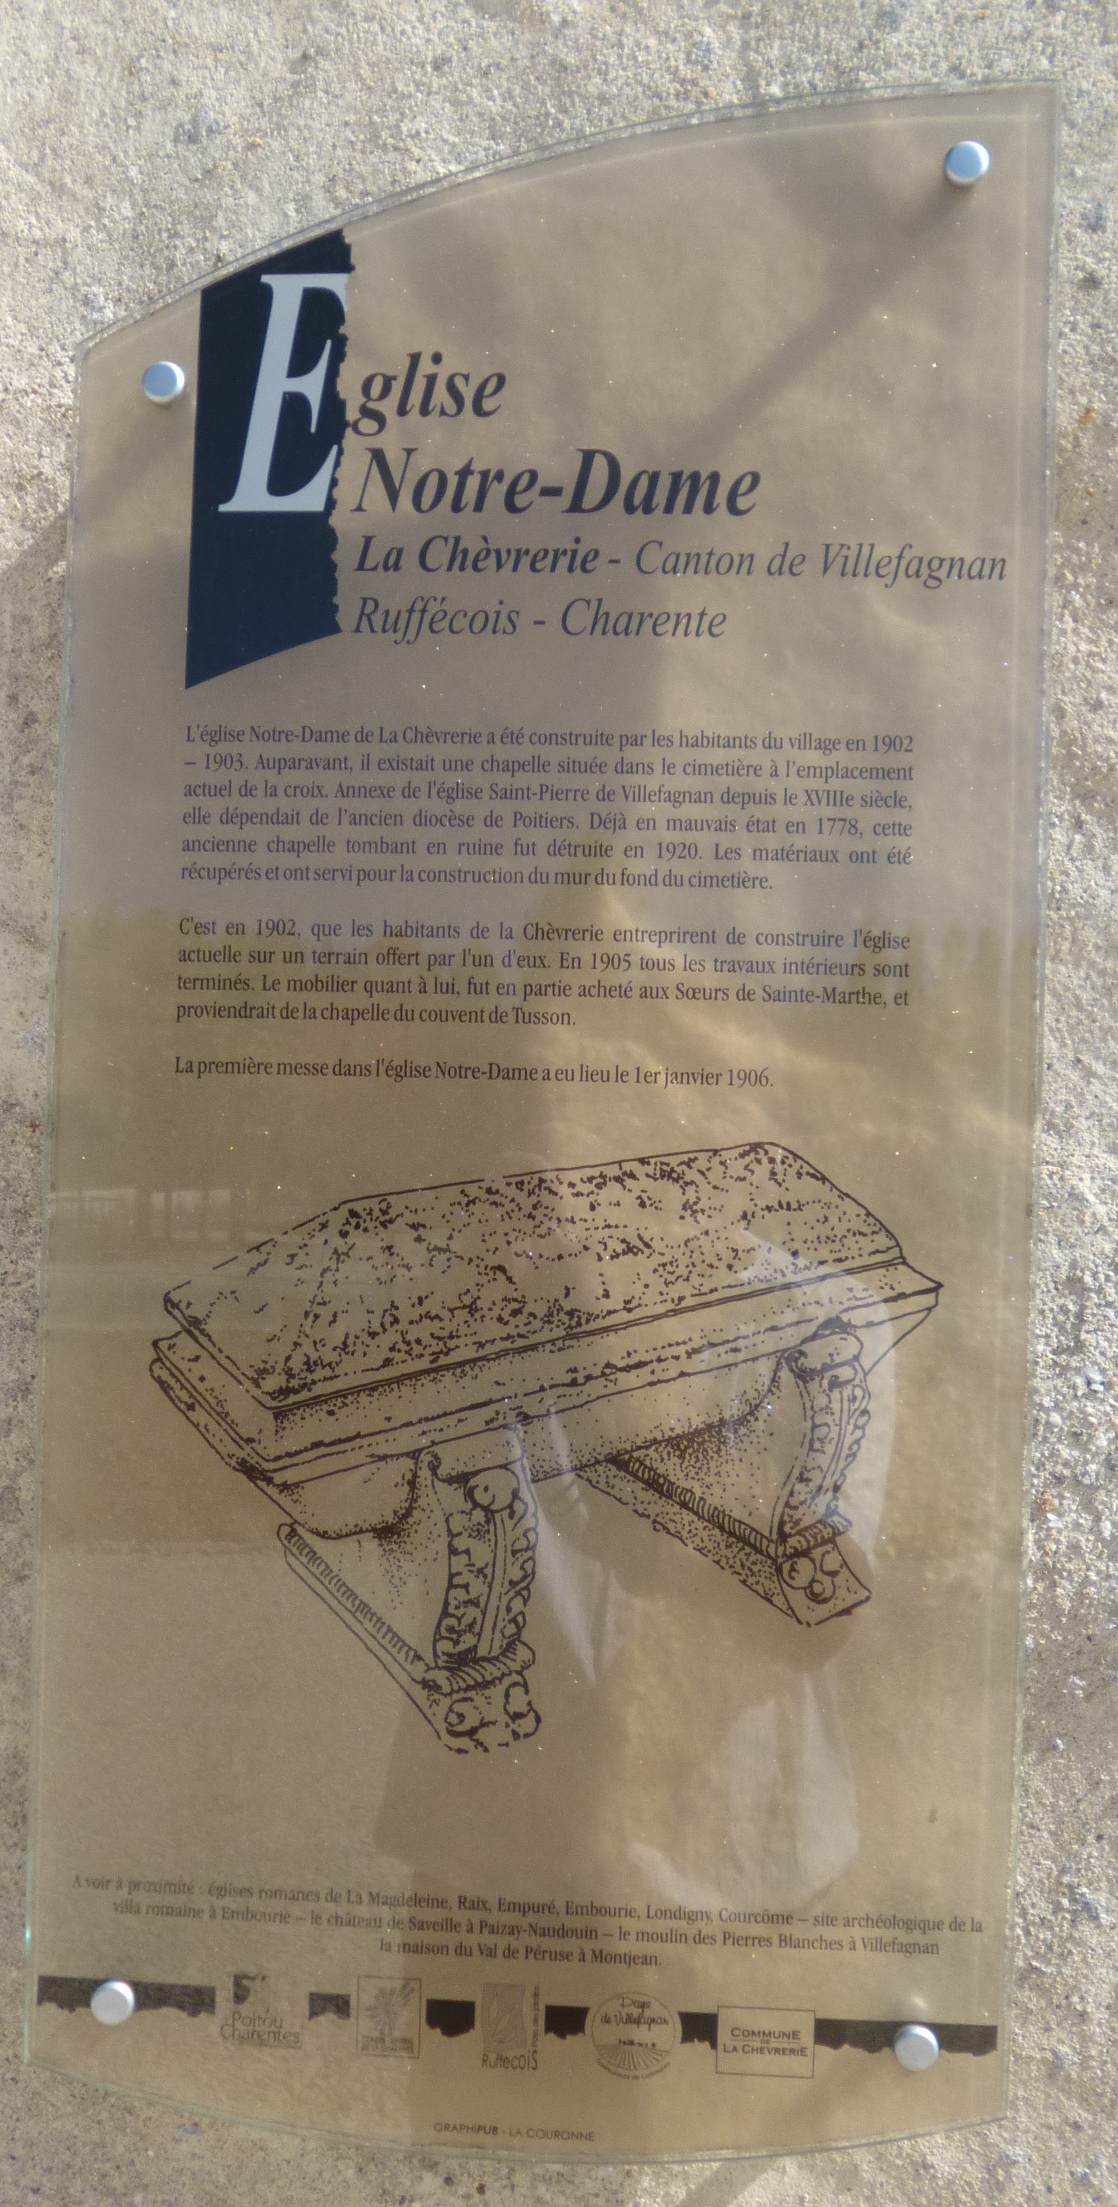 Eglise
Notre-Dame
La Chèvrerie - Canton de Villefagnan
Ruffécois - Charente
L'église Notre-Dame de La Chèvrerie a été construite par les habitants du village en 1902
– 1903. Auparavant, il existait une chapelle située dans le cimetière à l'emplacement
actuel de la croix. Annexe de l'église Saint-Pierre de Villefagnan depuis le XVIIIe siècle,
elle dépendait de l'ancien diocèse de Poitiers. Déjà en mauvais état en 1778, cette
ancienne chapelle tombant en ruine fut détruite en 1920. Les matériaux ont été
récupérés et ont servi pour la construction du mur du fond du cimetière.
C'est en 1902, que les habitants de la Chèvrerie entreprirent de construire l'église
actuelle sur un terrain offert par l'un d'eux. En 1905 tous les travaux intérieurs sont
terminés. Le mobilier quant à lui, fut en partie acheté aux Sœurs de Sainte-Marthe, et
proviendrait de la chapelle du couvent de Tusson.
La première messe dans l'église Notre-Dame a eu lieu le 1er janvier 1906.
A voir à proximité : églises romanes de La Magdeleine, Raix, Empuré, Embourie, Londigny, Courcôme – site archéologique de la
villa romaine à Embourie – le château de Saveille à Paizay-Naudouin – le moulin des Pierres Blanches à Villefagnan
la maison du Val de Péruse à Montjean.
Poitou
Charentes
Ruffecois
Pays
de Villefagnan
COMMUNE
DE
LA CHEVRERIE
GRAPHIPUB - LA COURONNE